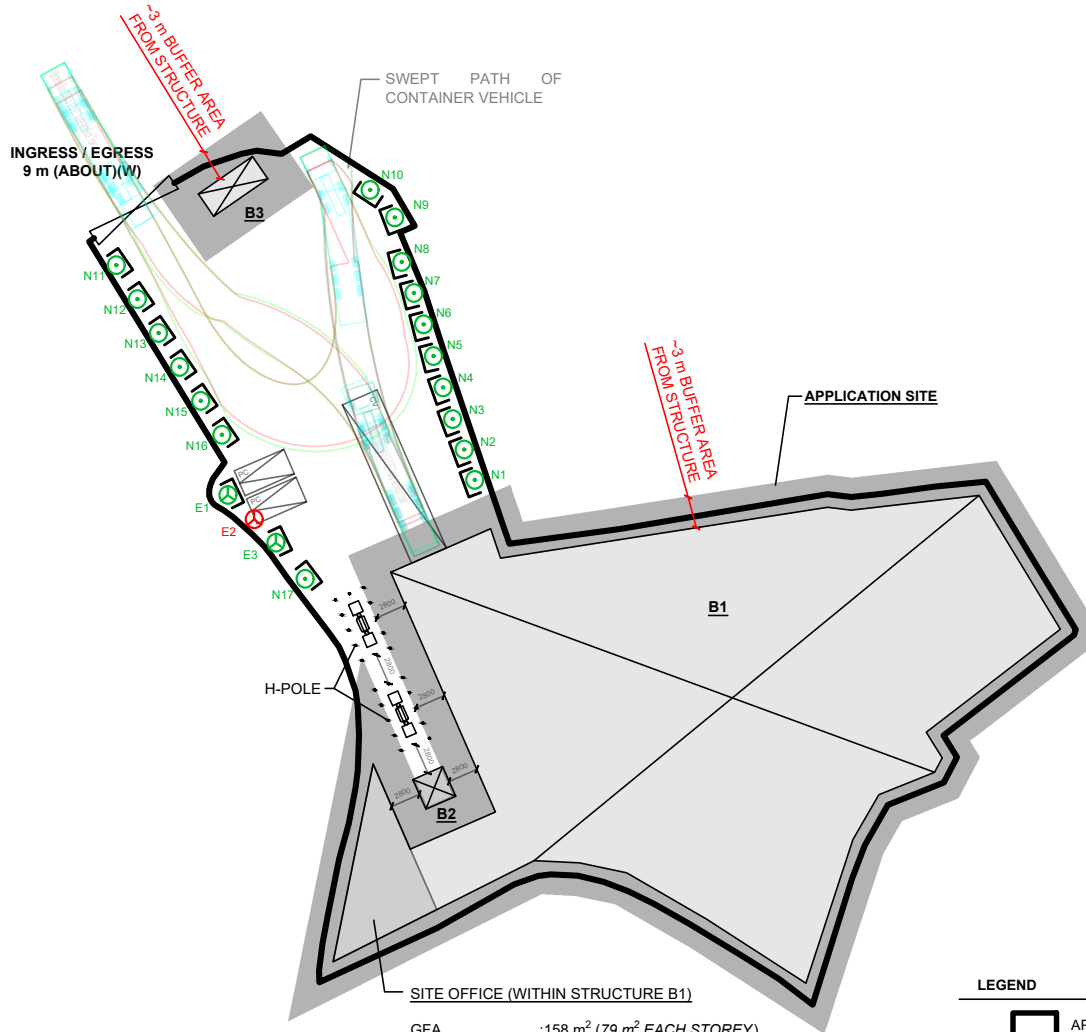 ~3 m BUFFER AREA
FROM STRUCTURE
SWEPT PATH OF
CONTAINER VEHICLE
INGRESS / EGRESS
9 m (ABOUT)(W)
B3
N10
N9
N8
N7
N6
N5
N4
N3
N2
N1
N11
N12
N13
N14
N15
N16
PC
PC
CV
E1
E2
E3
N17
~3 m BUFFER AREA
FROM STRUCTURE
APPLICATION SITE
B1
H-POLE
2800
2800
2800
2800
2800
2800
B2
SITE OFFICE (WITHIN STRUCTURE B1)
GFA :158 m² (79 m² EACH STOREY)
LEGEND